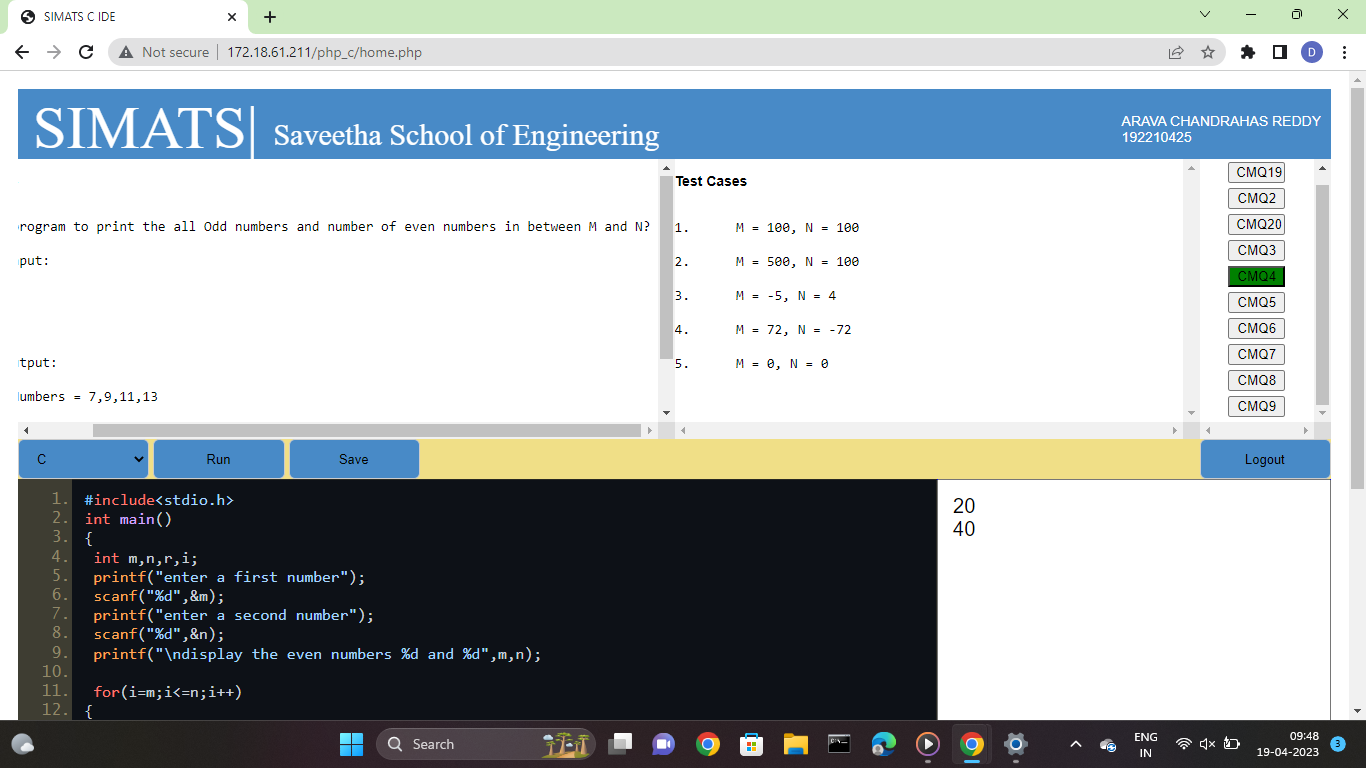 SIMATS C IDE
Not secure
172.18.61.211/php_c/home.php
D
SIMATS| Saveetha School of Engineering
ARAVA CHANDRAHAS REDDY
192210425
rogram to print the all Odd numbers and number of even numbers in between M and N?
put:
tput:
umbers = 7,9,11,13
Test Cases
1. M = 100, N = 100
2. M = 500, N = 100
3. M = -5, N = 4
4. M = 72, N = -72
5. M = 0, N = 0
CMQ19
CMQ2
CMQ20
CMQ3
CMQ4
CMQ5
CMQ6
CMQ7
CMQ8
CMQ9
C
Run
Save
Logout
1. #include<stdio.h>
2. int main()
3. {
4. int m,n,r,i;
5. printf("enter a first number");
6. scanf("%d",&m);
7. printf("enter a second number");
8. scanf("%d",&n);
9. printf("\ndisplay the even numbers %d and %d",m,n);
10.
11. for(i=m;i<=n;i++)
12. {
20
40
Search
ENG
IN
09:48
19-04-2023
3